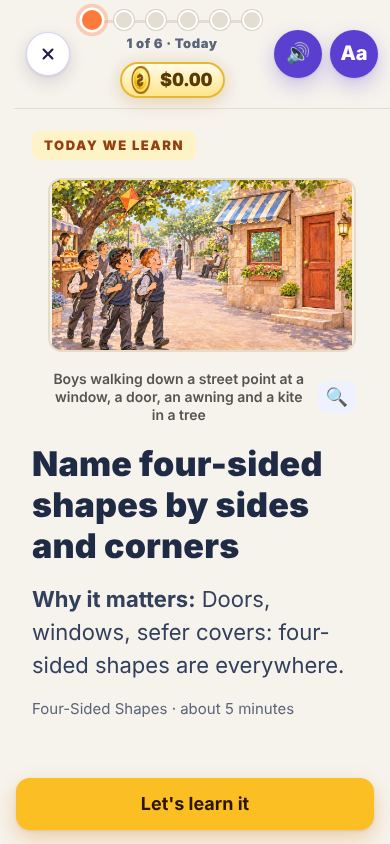 1 of 6 · Today
$0.00
Aa
TODAY WE LEARN
Boys walking down a street point at a
window, a door, an awning and a kite
in a tree
Name four-sided
shapes by sides
and corners
Why it matters: Doors,
windows, sefer covers: four-
sided shapes are everywhere.
Four-Sided Shapes · about 5 minutes
Let's learn it